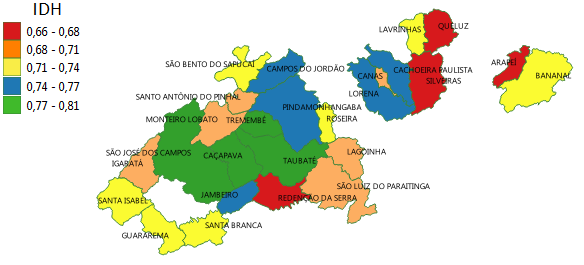 IDH
0,66 - 0,68
0,68 - 0,71
0,71 - 0,74
0,74 - 0,77
0,77 - 0,81
LAVRINHAS
QUELUZ
SÃO BENTO DO SAPUCAÍ
CAMPOS DO JORDÃO
CANAS
CACHOEIRA PAULISTA
ARAPEI
BANANAL
SILVEIRAS
LORENA
SANTO ANTÔNIO DO PINHAL
PINDAMONHANGABA
MONTEIRO LOBATO
TREMEMBÉ
ROSEIRA
SÃO JOSÉ DOS CAMPOS
CAÇAPAVA
LAGOINHA
IGARATÁ
TAUBATÉ
SÃO LUIZ DO PARAITINGA
JAMBEIRO
REDENÇÃO DA SERRA
SANTA ISABEL
SANTA BRANCA
GUARAREMA